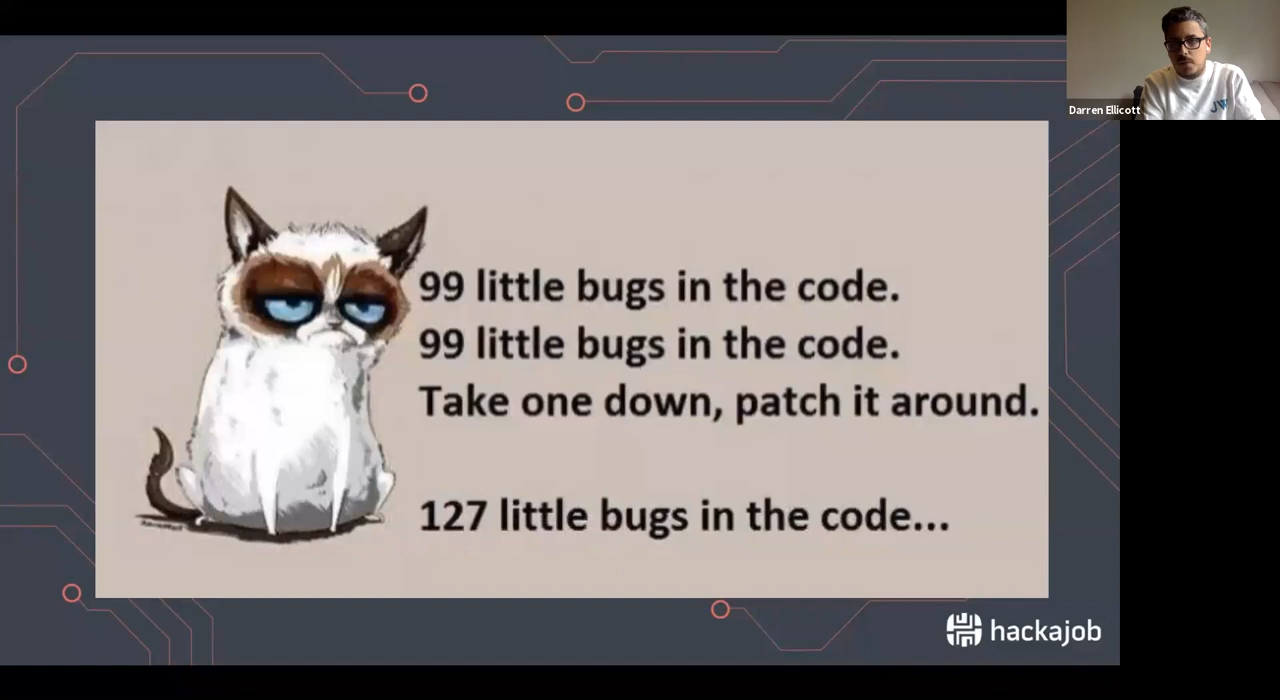 Darren Ellicott
JW
99 little bugs in the code.
99 little bugs in the code.
Take one down, patch it around.
127 little bugs in the code...
hackajob